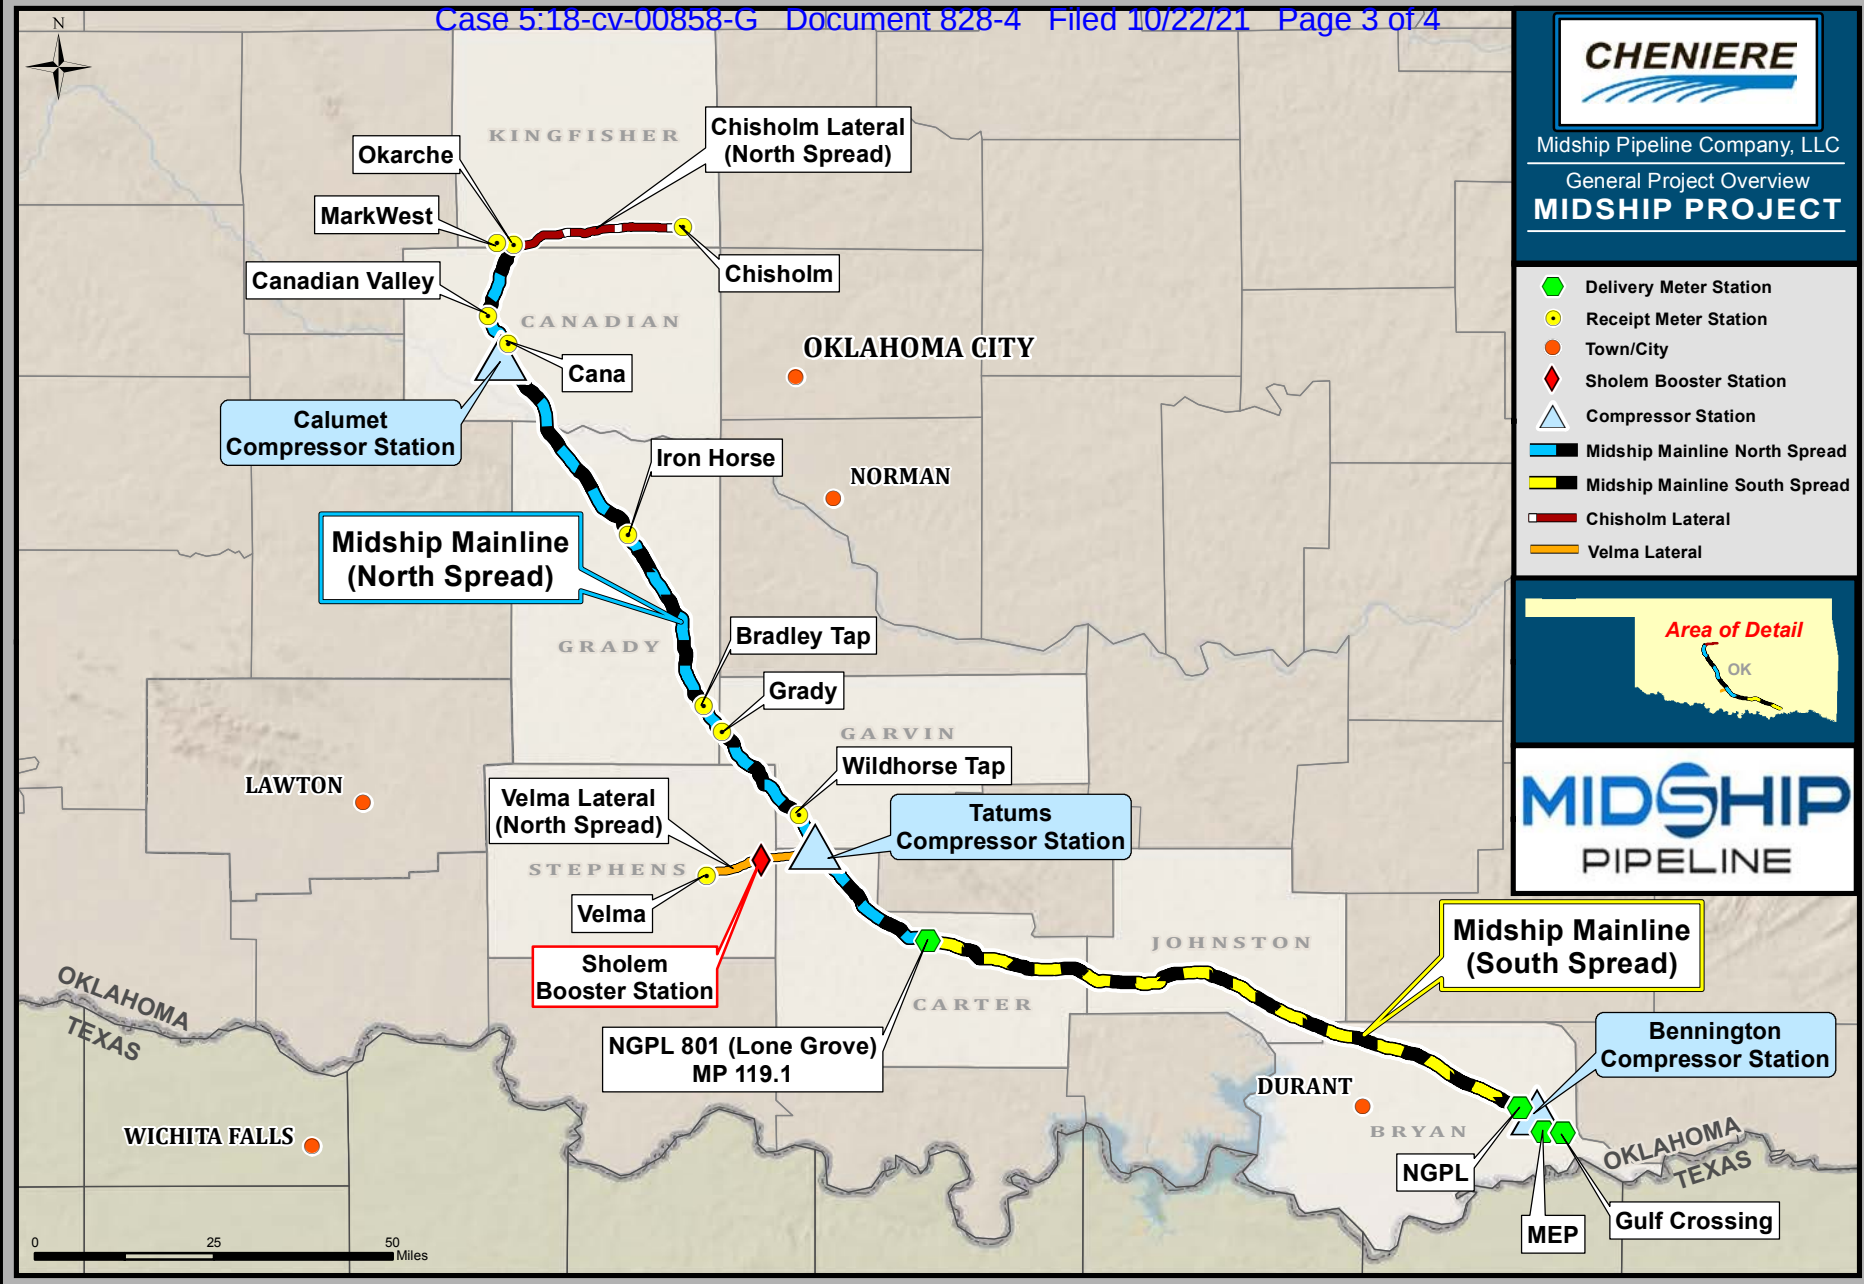 Case 5:18-cv-00858-G Document 828-4 Filed 10/22/21 Page 3 of 4
N
CHENIERE
Midship Pipeline Company, LLC
General Project Overview
MIDSHIP PROJECT
Delivery Meter Station
Receipt Meter Station
Town/City
Sholem Booster Station
Compressor Station
Midship Mainline North Spread
Midship Mainline South Spread
Chisholm Lateral
Velma Lateral
Area of Detail
OK
MIDSHIP
PIPELINE
KINGFISHER
Chisholm Lateral
(North Spread)
Okarche
MarkWest
Canadian Valley
Chisholm
CANADIAN
OKLAHOMA CITY
Cana
Calumet
Compressor Station
Iron Horse
NORMAN
Midship Mainline
(North Spread)
GRADY
Bradley Tap
Grady
GARVIN
Wildhorse Tap
LAWTON
Velma Lateral
(North Spread)
Tatums
Compressor Station
STEPHENS
Velma
Sholem
Booster Station
Midship Mainline
(South Spread)
JOHNSTON
CARTER
OKLAHOMA
TEXAS
NGPL 801 (Lone Grove)
MP 119.1
Bennington
Compressor Station
DURANT
WICHITA FALLS
BRYAN
OKLAHOMA
TEXAS
NGPL
MEP
Gulf Crossing
0 25 50
Miles